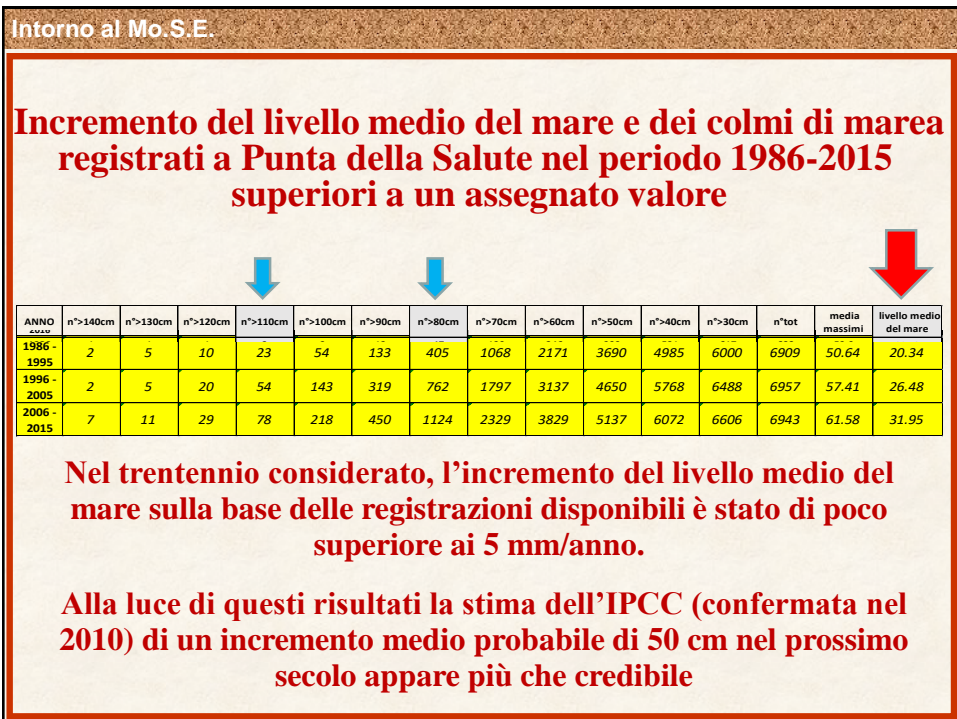 Intorno al Mo.S.E.
Incremento del livello medio del mare e dei colmi di marea
registrati a Punta della Salute nel periodo 1986-2015
superiori a un assegnato valore
ANNO n°>140cm n°>130cm n°>120cm n°>110cm n°>100cm n°>90cm n°>80cm n°>70cm n°>60cm n°>50cm n°>40cm n°>30cm n°tot media massimi livello medio del mare
1986 - 1995 2 5 10 23 54 133 405 1068 2171 3690 4985 6000 6909 50.64 20.34
1996 - 2005 2 5 20 54 143 319 762 1797 3137 4650 5768 6488 6957 57.41 26.48
2006 - 2015 7 11 29 78 218 450 1124 2329 3829 5137 6072 6606 6943 61.58 31.95
Nel trentennio considerato, l'incremento del livello medio del
mare sulla base delle registrazioni disponibili è stato di poco
superiore ai 5 mm/anno.
Alla luce di questi risultati la stima dell'IPCC (confermata nel
2010) di un incremento medio probabile di 50 cm nel prossimo
secolo appare più che credibile